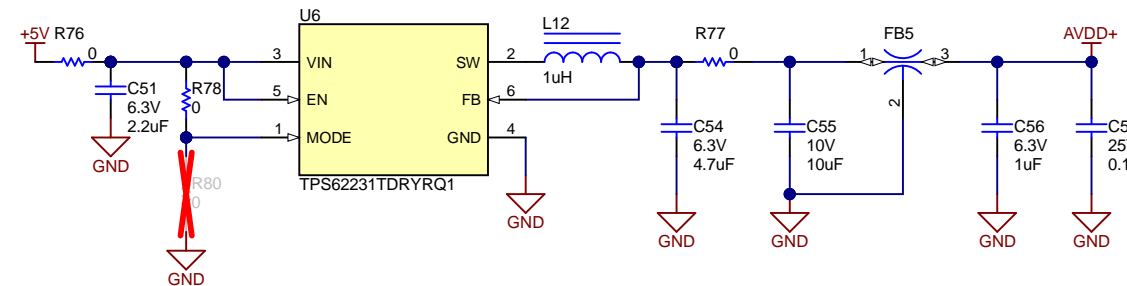 +5V R76
0
C51
6.3V
2.2uF
GND
R78
0
R80
0
GND
U6
3 VIN SW 2
5 EN FB 6
1 MODE GND 4
TPS62231TDRYRQ1
GND
L12
1uH
C54
6.3V
4.7uF
GND
R77
0
C55
10V
10uF
GND
FB5
1 3
2
C56
6.3V
1uF
GND
AVDD+
GND